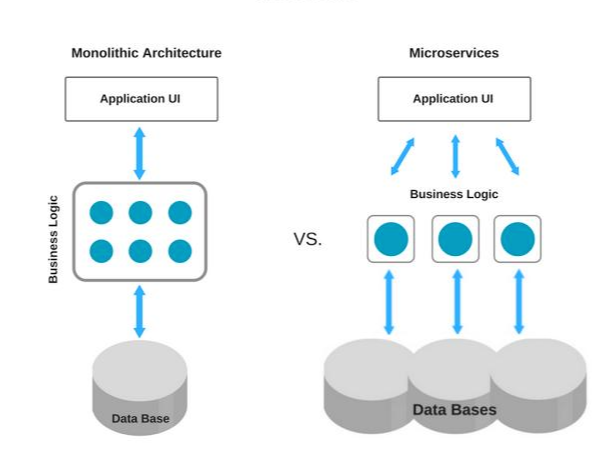 Monolithic Architecture
Application UI
Business Logic
Data Base
VS.
Microservices
Application UI
Business Logic
Data Bases